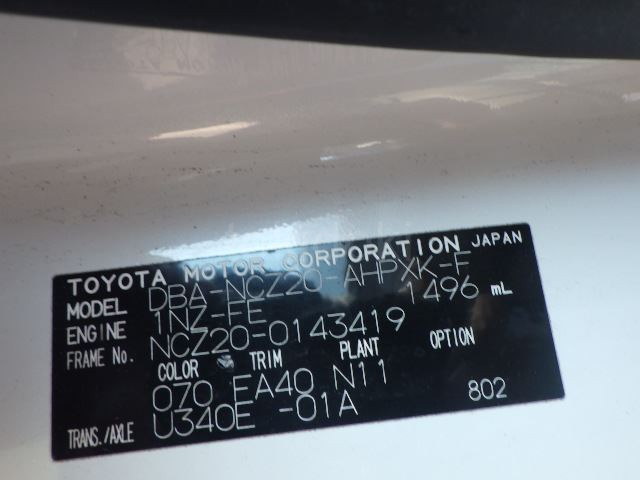 TOYOTA MOTOR CORPORATION JAPAN
MODEL DBA-NCZ20-AHPXK-F
ENGINE 1NZ-FE 1496 mL
FRAME No. NCZ20-0143419
COLOR TRIM PLANT OPTION
070 EA40 N11
TRANS./AXLE U340E -01A 802